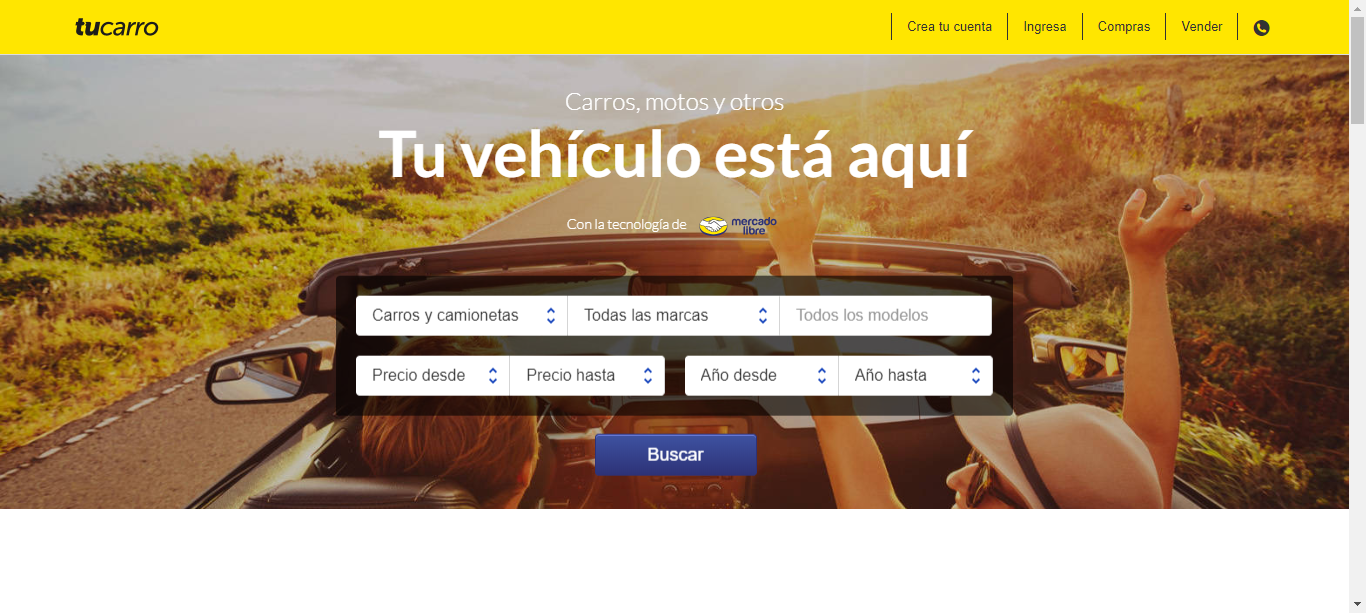 tucarro
Crea tu cuenta Ingresa Compras Vender
Carros, motos y otros
Tu vehículo está aquí
Con la tecnología de mercado libre
Carros y camionetas Todas las marcas Todos los modelos
Precio desde Precio hasta Año desde Año hasta
Buscar